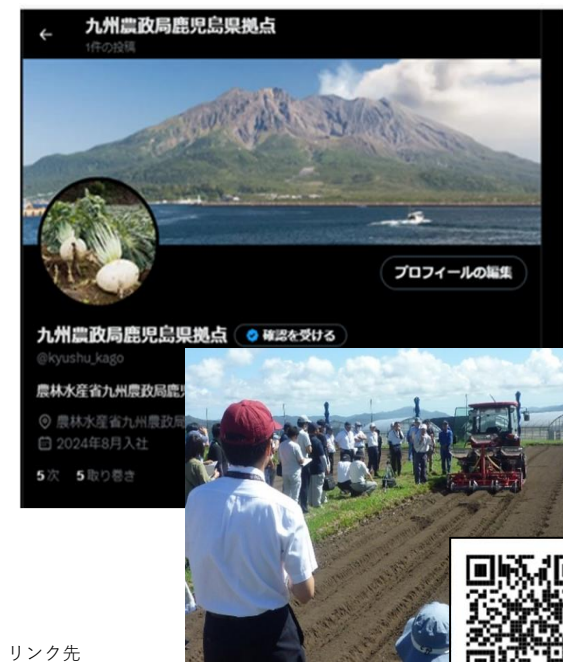 九州農政局鹿児島県拠点
1件の投稿
プロフィールの編集
九州農政局鹿児島県拠点 確認を受ける
@kyushu_kago
農林水産省九州農政局鹿
農林水産省九州農政局
2024年8月入社
5次 5取り巻き
リンク先